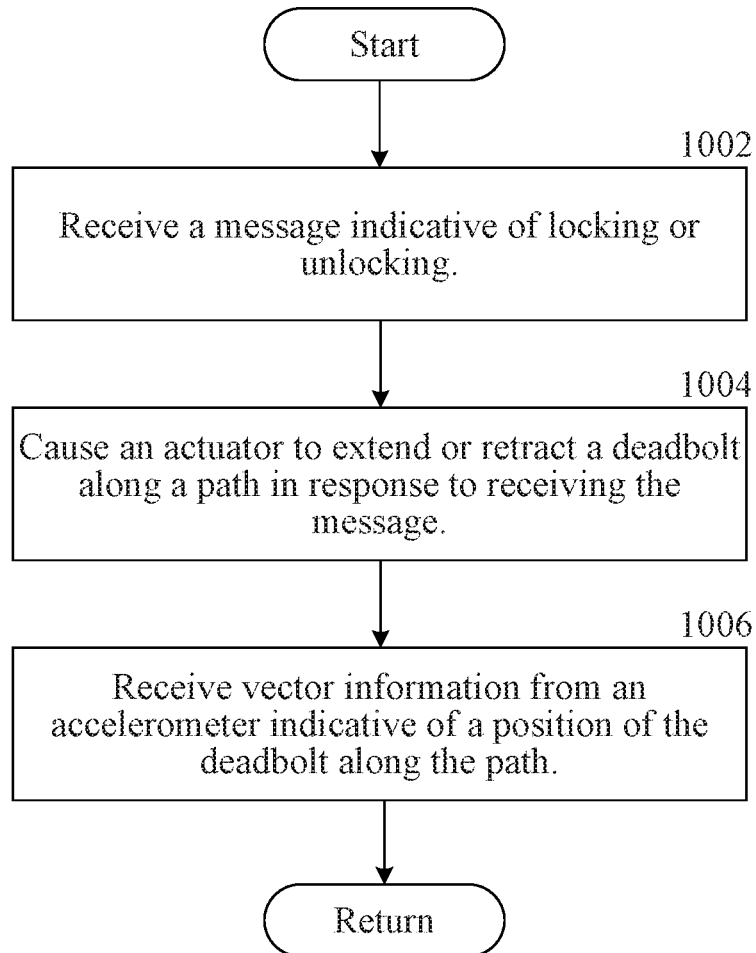 Start
1002
Receive a message indicative of locking or
unlocking.
1004
Cause an actuator to extend or retract a deadbolt
along a path in response to receiving the
message.
1006
Receive vector information from an
accelerometer indicative of a position of the
deadbolt along the path.
Return